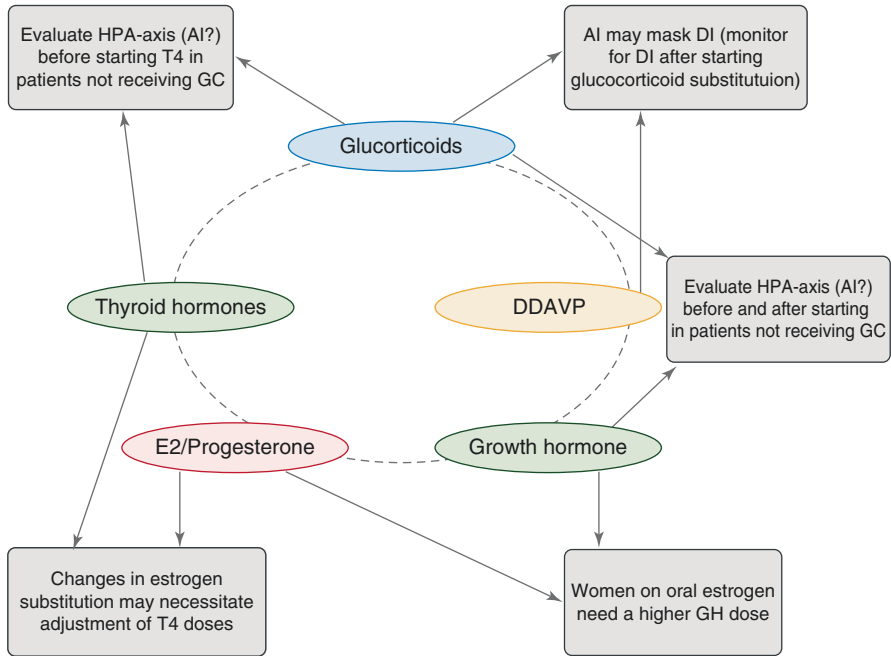 Evaluate HPA-axis (AI?)
before starting T4 in
patients not receiving GC
AI may mask DI (monitor
for DI after starting
glucocorticoid substitutuion)
Glucorticoids
Thyroid hormones
DDAVP
Evaluate HPA-axis (AI?)
before and after starting
in patients not receiving GC
E2/Progesterone
Growth hormone
Changes in estrogen
substitution may necessitate
adjustment of T4 doses
Women on oral estrogen
need a higher GH dose